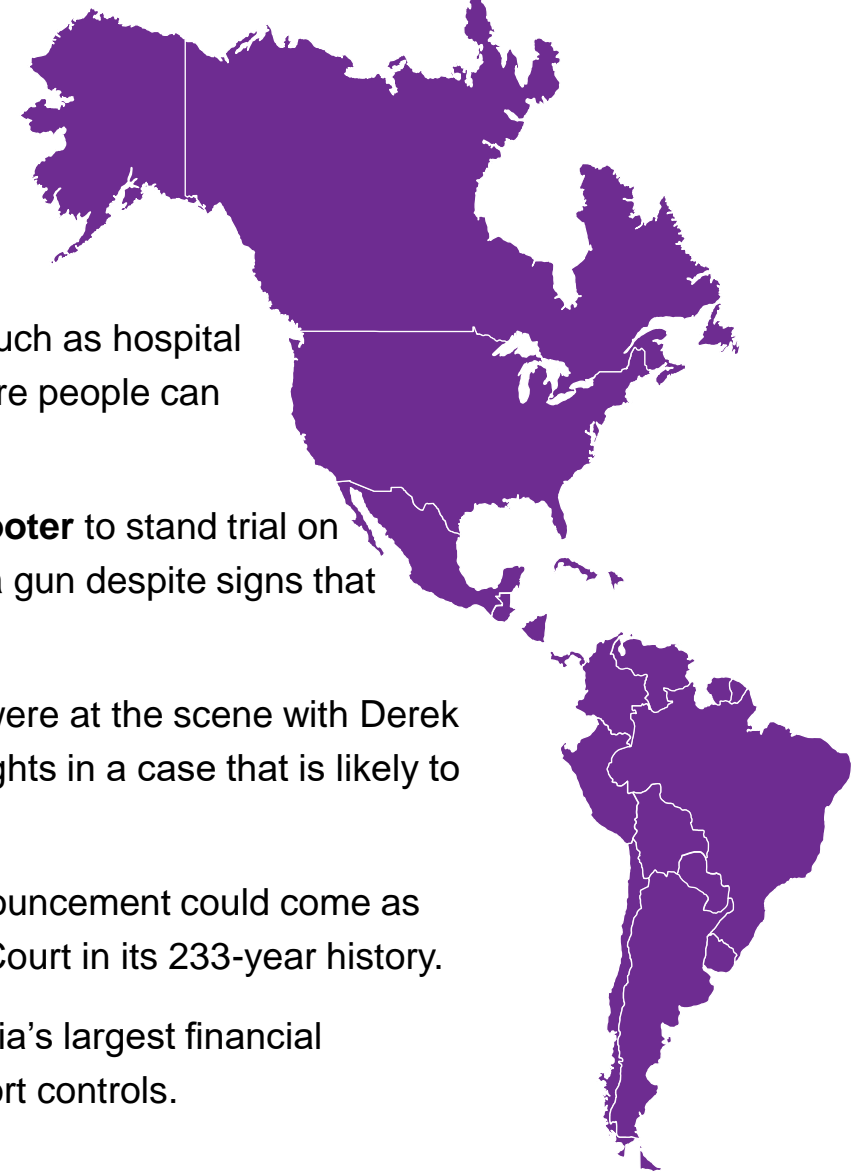 uch as hospital
re people can
oter to stand trial on
a gun despite signs that
were at the scene with Derek
ghts in a case that is likely to
ouncement could come as
Court in its 233-year history.
ia’s largest financial
ort controls.